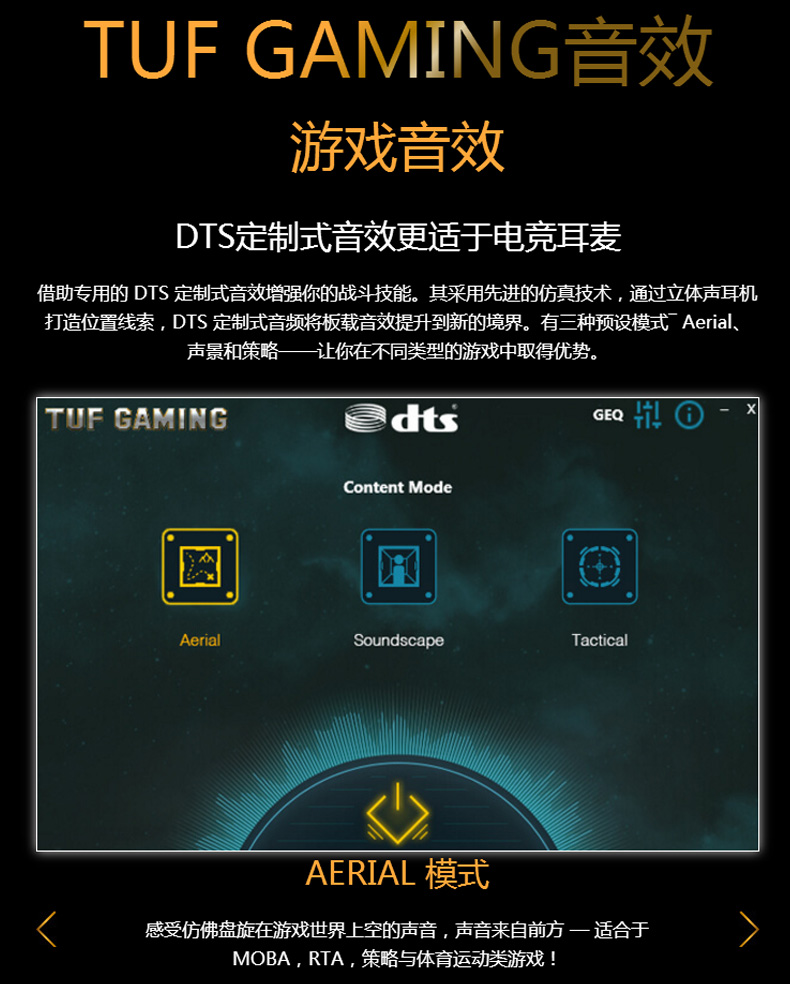 TUF GAMING音效
游戏音效
DTS定制式音效更适于电竞耳麦
借助专用的 DTS 定制式音效增强你的战斗技能。其采用先进的仿真技术，通过立体声耳机
打造位置线索，DTS 定制式音频将板载音效提升到新的境界。有三种预设模式‾ Aerial、
声景和策略——让你在不同类型的游戏中取得优势。
TUF GAMING dts GEQ – X
Content Mode
Aerial Soundscape Tactical
AERIAL 模式
感受仿佛盘旋在游戏世界上空的声音，声音来自前方 — 适合于
MOBA，RTA，策略与体育运动类游戏！